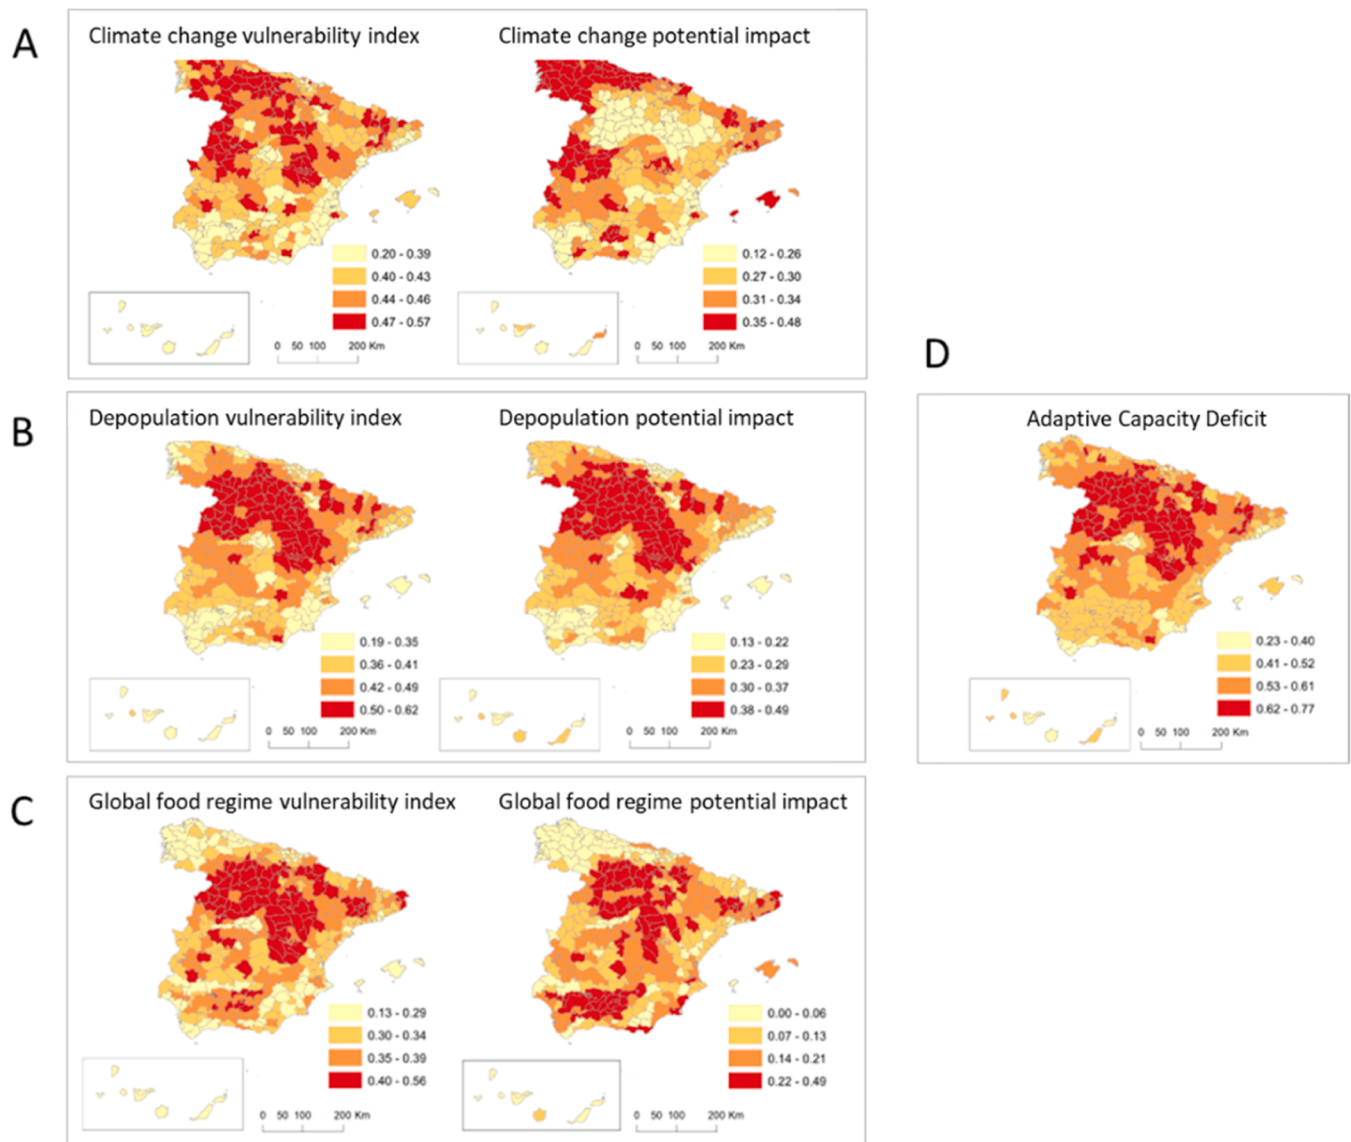 A
Climate change vulnerability index
Climate change potential impact
0.20 - 0.39
0.40 - 0.43
0.44 - 0.46
0.47 - 0.57
0 50 100 200 Km
0.12 - 0.26
0.27 - 0.30
0.31 - 0.34
0.35 - 0.48
0 50 100 200 Km
B
Depopulation vulnerability index
Depopulation potential impact
0.19 - 0.35
0.36 - 0.41
0.42 - 0.49
0.50 - 0.62
0 50 100 200 Km
0.13 - 0.22
0.23 - 0.29
0.30 - 0.37
0.38 - 0.49
0 50 100 200 Km
D
Adaptive Capacity Deficit
0.23 - 0.40
0.41 - 0.52
0.53 - 0.61
0.62 - 0.77
0 50 100 200 Km
C
Global food regime vulnerability index
Global food regime potential impact
0.13 - 0.29
0.30 - 0.34
0.35 - 0.39
0.40 - 0.56
0 50 100 200 Km
0.00 - 0.06
0.07 - 0.13
0.14 - 0.21
0.22 - 0.49
0 50 100 200 Km